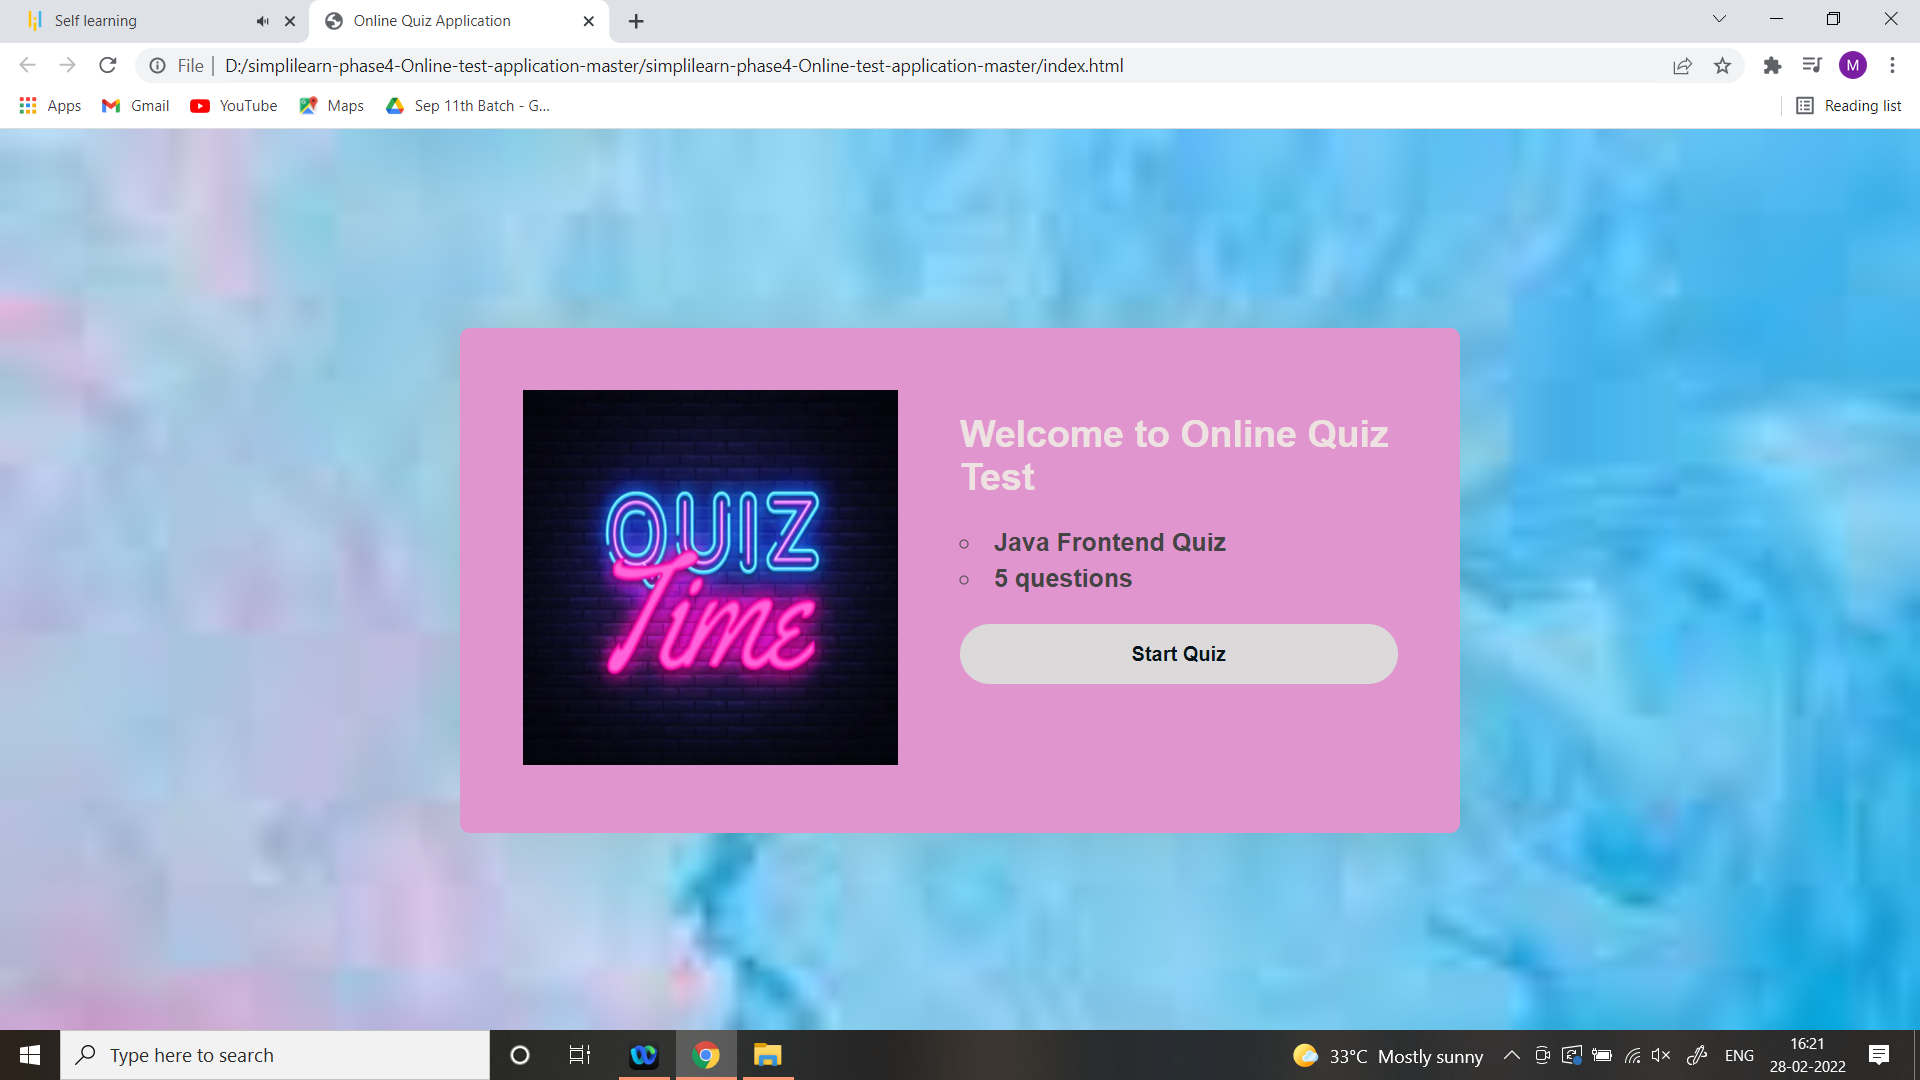 Self learning
Online Quiz Application
File
D:/simplilearn-phase4-Online-test-application-master/simplilearn-phase4-Online-test-application-master/index.html
M
Apps
Gmail
YouTube
Maps
Sep 11th Batch - G...
Reading list
QUIZ
Time
Welcome to Online Quiz
Test
Java Frontend Quiz
5 questions
Start Quiz
Type here to search
33°C Mostly sunny
ENG
16:21
28-02-2022